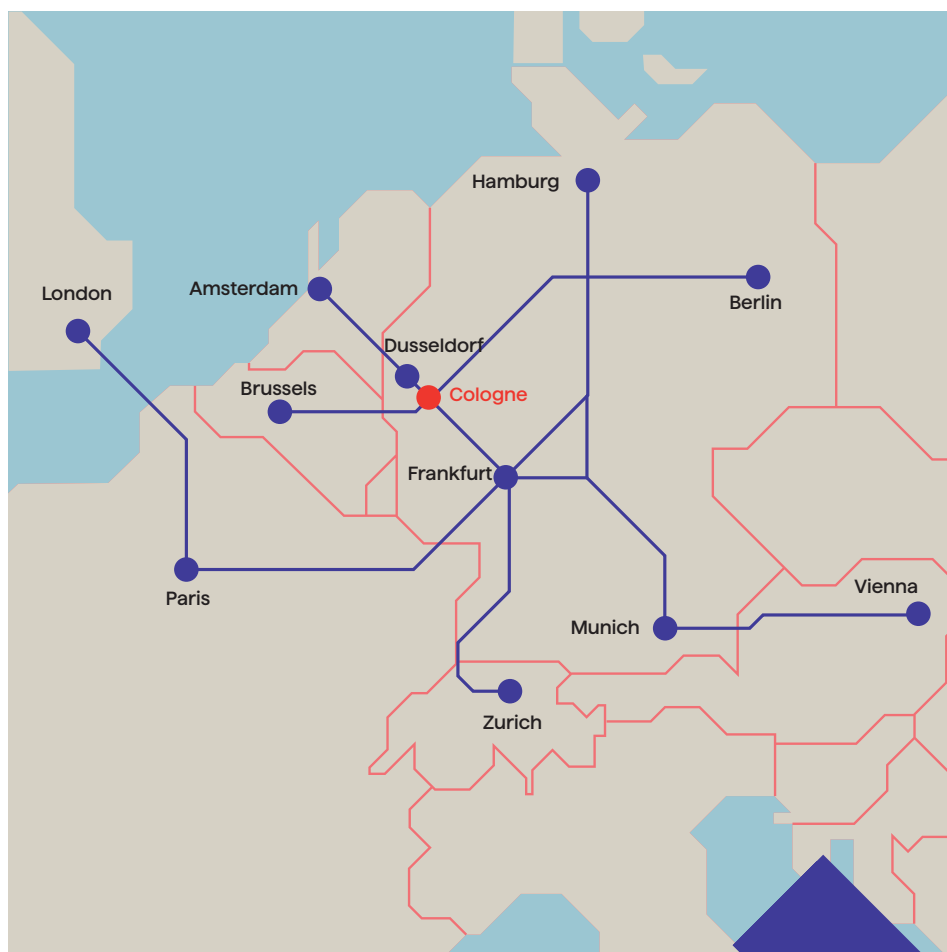 Hamburg
London
Amsterdam
Berlin
Dusseldorf
Brussels
Cologne
Frankfurt
Vienna
Paris
Munich
Zurich